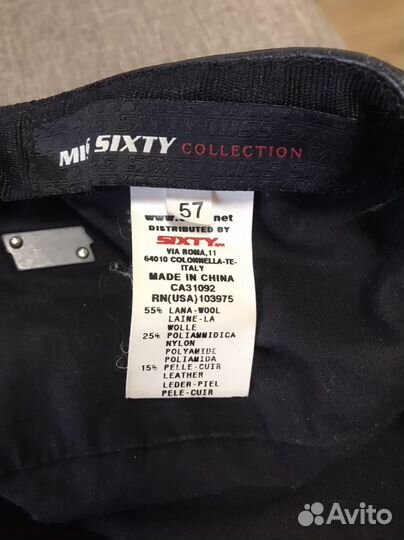 MISS SIXTY COLLECTION
57
www. net
DISTRIBUTED BY
SIXTY SPA
VIA ROMA,11
64010 COLONNELLA-TE-
ITALY
MADE IN CHINA
CA31092
RN(USA)103975
55% LANA-WOOL
LAINE-LA
WOLLE
25% POLIAMMIDICA
NYLON
POLYAMIDE
POLIAMIDA
15% PELLE-CUIR
LEATHER
LEDER-PIEL
PELE-CUIR
Avito